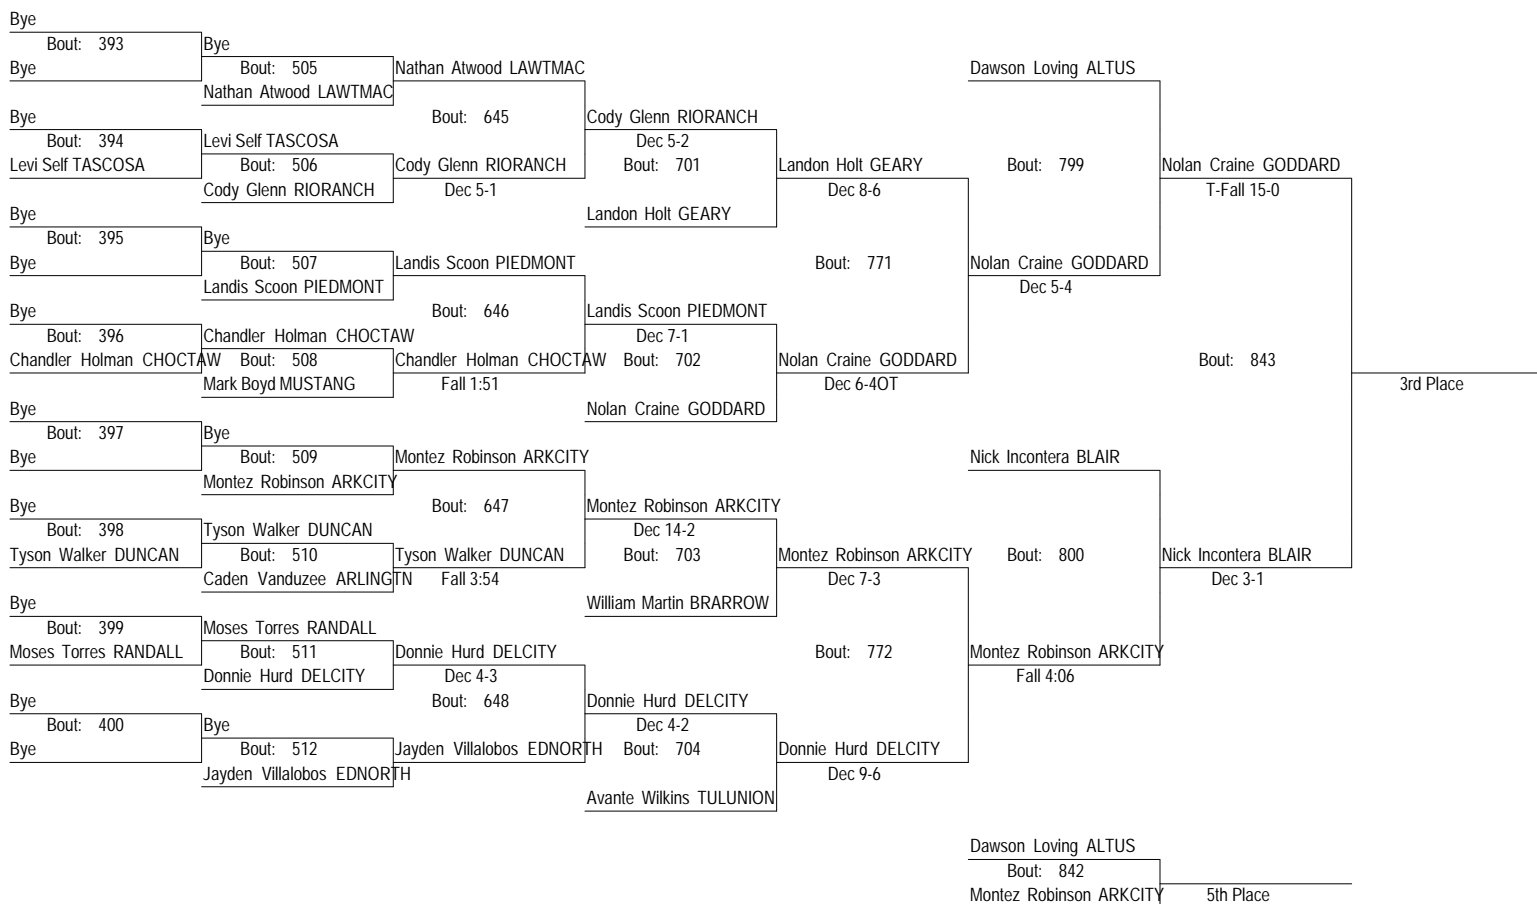 Bye
Bout: 393 Bye
Bye Bout: 505 Nathan Atwood LAWTMAC Dawson Loving ALTUS
Nathan Atwood LAWTMAC
Bye Bout: 645 Cody Glenn RIORANCH
Bout: 394 Levi Self TASCOSA Dec 5-2
Levi Self TASCOSA Bout: 506 Cody Glenn RIORANCH Bout: 701 Landon Holt GEARY Bout: 799 Nolan Craine GODDARD
Cody Glenn RIORANCH Dec 5-1 Dec 8-6 T-Fall 15-0
Bye Landon Holt GEARY
Bout: 395 Bye
Bye Bout: 507 Landis Scoon PIEDMONT Bout: 771 Nolan Craine GODDARD
Landis Scoon PIEDMONT Dec 5-4
Bye Bout: 646 Landis Scoon PIEDMONT
Bout: 396 Chandler Holman CHOCTAW Dec 7-1
Chandler Holman CHOCTAW Bout: 508 Chandler Holman CHOCTAW Bout: 702 Nolan Craine GODDARD Bout: 843
Mark Boyd MUSTANG Fall 1:51 Dec 6-4OT 3rd Place
Bye Nolan Craine GODDARD
Bout: 397 Bye
Bye Bout: 509 Montez Robinson ARKCITY Nick Incontera BLAIR
Montez Robinson ARKCITY
Bye Bout: 647 Montez Robinson ARKCITY
Bout: 398 Tyson Walker DUNCAN Dec 14-2
Tyson Walker DUNCAN Bout: 510 Tyson Walker DUNCAN Bout: 703 Montez Robinson ARKCITY Bout: 800 Nick Incontera BLAIR
Caden Vanduzee ARLINGTN Fall 3:54 Dec 7-3 Dec 3-1
Bye William Martin BRARROW
Bout: 399 Moses Torres RANDALL
Moses Torres RANDALL Bout: 511 Donnie Hurd DELCITY Bout: 772 Montez Robinson ARKCITY
Donnie Hurd DELCITY Dec 4-3 Fall 4:06
Bye Bout: 648 Donnie Hurd DELCITY
Bout: 400 Bye Dec 4-2
Bye Bout: 512 Jayden Villalobos EDNORTH Bout: 704 Donnie Hurd DELCITY
Jayden Villalobos EDNORTH Dec 9-6
Avante Wilkins TULUNION
Dawson Loving ALTUS
Bout: 842
Montez Robinson ARKCITY 5th Place